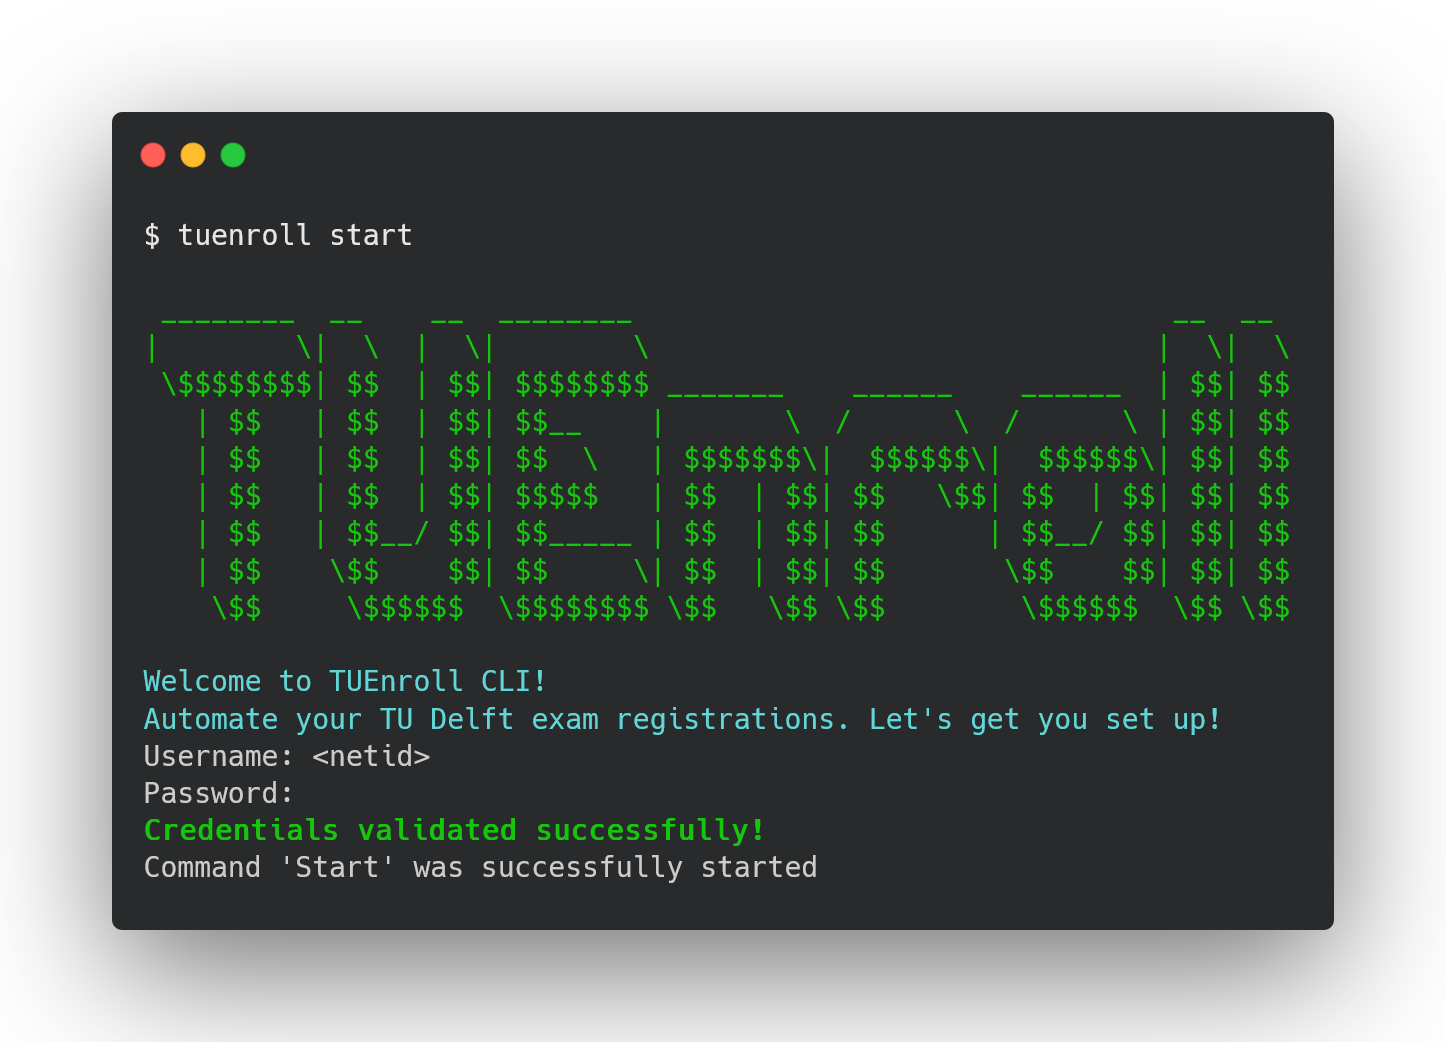 $ tuenroll start
 ________  __    __  ________                                __  __
|        \|  \  |  \|        \                              |  \|  \
 \$$$$$$$$| $$  | $$| $$$$$$$$ _______    ______    ______  | $$| $$
   | $$   | $$  | $$| $$__    |       \  /      \  /      \ | $$| $$
   | $$   | $$  | $$| $$  \   | $$$$$$$\|  $$$$$$\|  $$$$$$\| $$| $$
   | $$   | $$  | $$| $$$$$   | $$  | $$| $$   \$$| $$  | $$| $$| $$
   | $$   | $$__/ $$| $$_____ | $$  | $$| $$      | $$__/ $$| $$| $$
   | $$    \$$    $$| $$     \| $$  | $$| $$       \$$    $$| $$| $$
    \$$     \$$$$$$  \$$$$$$$$ \$$   \$$ \$$        \$$$$$$  \$$ \$$
Welcome to TUEnroll CLI!
Automate your TU Delft exam registrations. Let's get you set up!
Username: <netid>
Password:
Credentials validated successfully!
Command 'Start' was successfully started